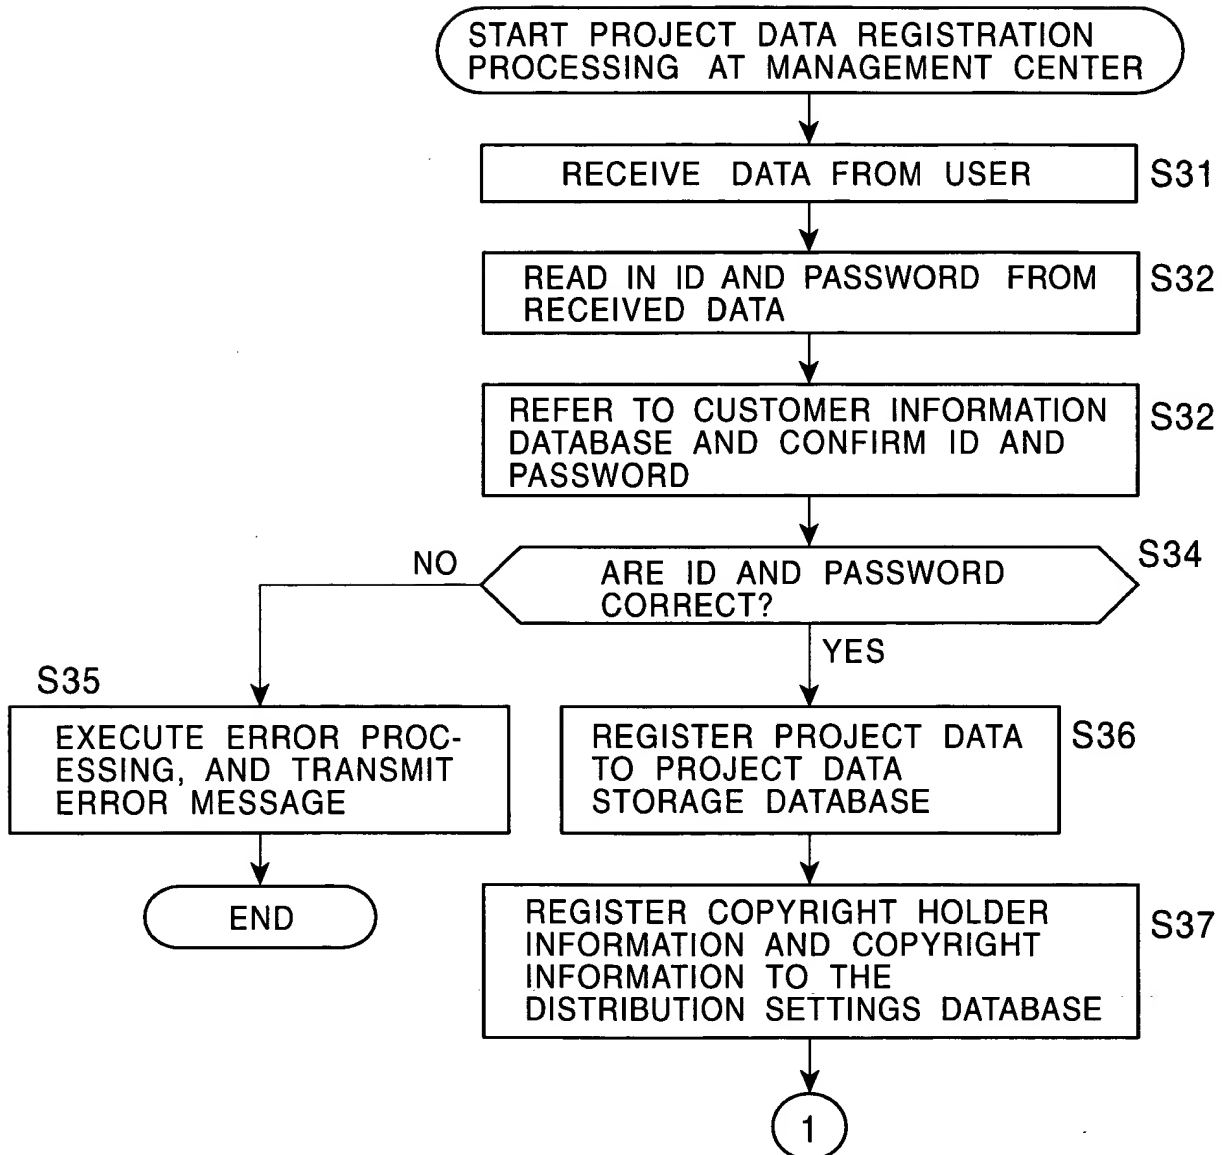 START PROJECT DATA REGISTRATION
PROCESSING AT MANAGEMENT CENTER
RECEIVE DATA FROM USER
S31
READ IN ID AND PASSWORD FROM
RECEIVED DATA
S32
REFER TO CUSTOMER INFORMATION
DATABASE AND CONFIRM ID AND
PASSWORD
S32
ARE ID AND PASSWORD
CORRECT?
S34
NO
YES
S35
EXECUTE ERROR PROC-
ESSING, AND TRANSMIT
ERROR MESSAGE
END
REGISTER PROJECT DATA
TO PROJECT DATA
STORAGE DATABASE
S36
REGISTER COPYRIGHT HOLDER
INFORMATION AND COPYRIGHT
INFORMATION TO THE
DISTRIBUTION SETTINGS DATABASE
S37
1